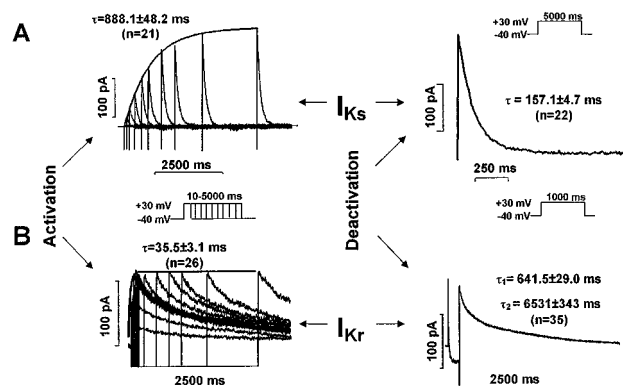 A
τ=888.1±48.2 ms
(n=21)
100 pA
2500 ms
IKs
5000 ms
+30 mV
-40 mV
τ = 157.1±4.7 ms
(n=22)
100 pA
250 ms
Activation
Deactivation
10-5000 ms
+30 mV
-40 mV
1000 ms
+30 mV
-40 mV
B
τ=35.5±3.1 ms
(n=26)
100 pA
2500 ms
IKr
τ1= 641.5±29.0 ms
τ2= 6531±343 ms
(n=35)
100 pA
2500 ms